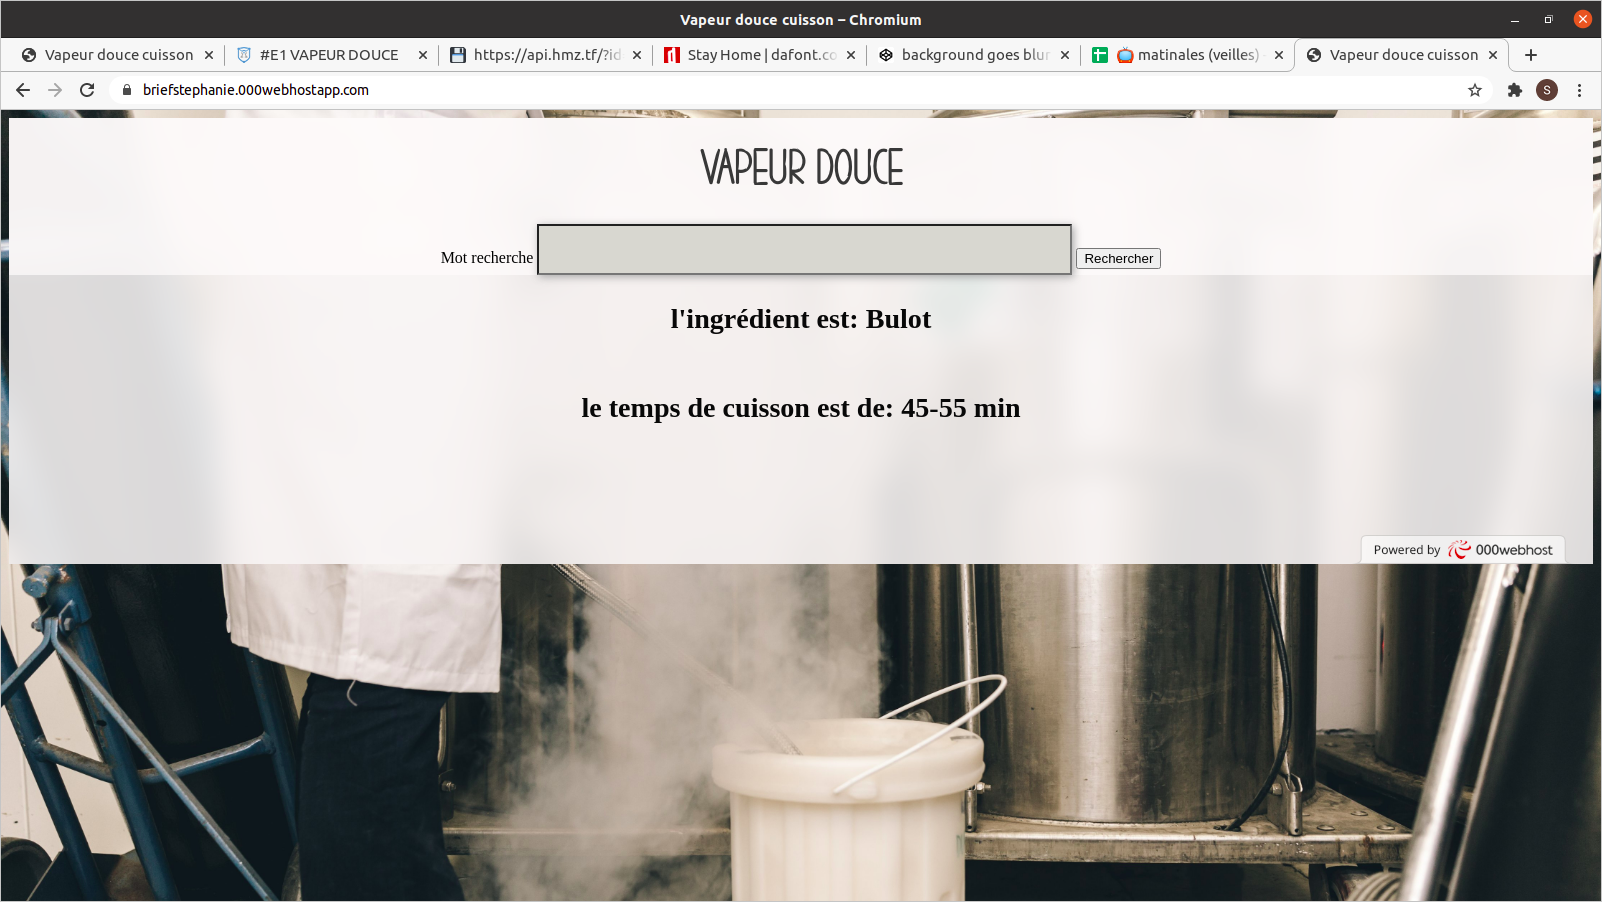 Vapeur douce cuisson – Chromium
Vapeur douce cuisson
#E1 VAPEUR DOUCE
https://api.hmz.tf/?id
Stay Home | dafont.co
background goes blur
matinales (veilles)
Vapeur douce cuisson
briefstephanie.000webhostapp.com
S
VAPEUR DOUCE
Mot recherche
Rechercher
l'ingrédient est: Bulot
le temps de cuisson est de: 45-55 min
Powered by 000webhost